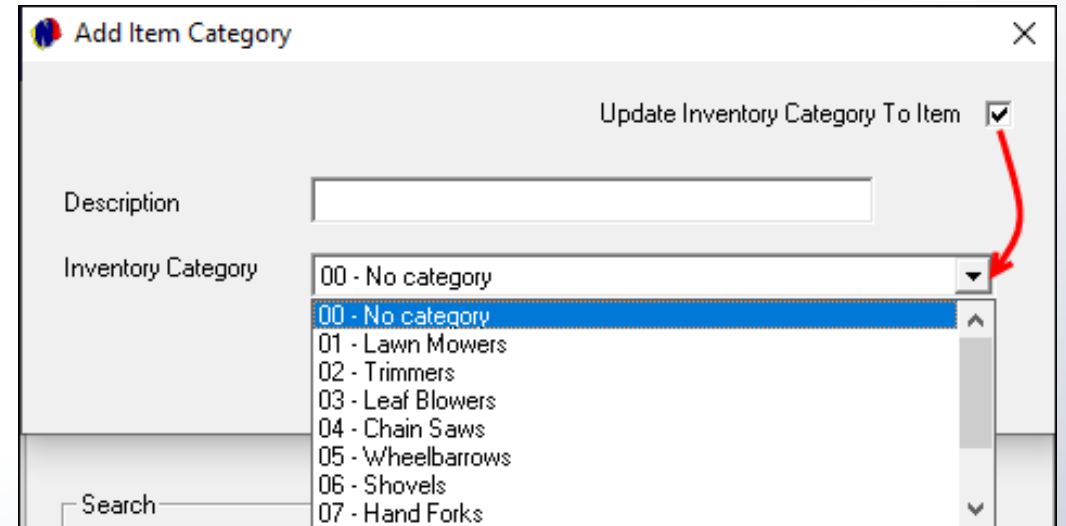 Add Item Category
Update Inventory Category To Item
Description
Inventory Category
00 - No category
00 - No category
01 - Lawn Mowers
02 - Trimmers
03 - Leaf Blowers
04 - Chain Saws
05 - Wheelbarrows
06 - Shovels
Search
07 - Hand Forks